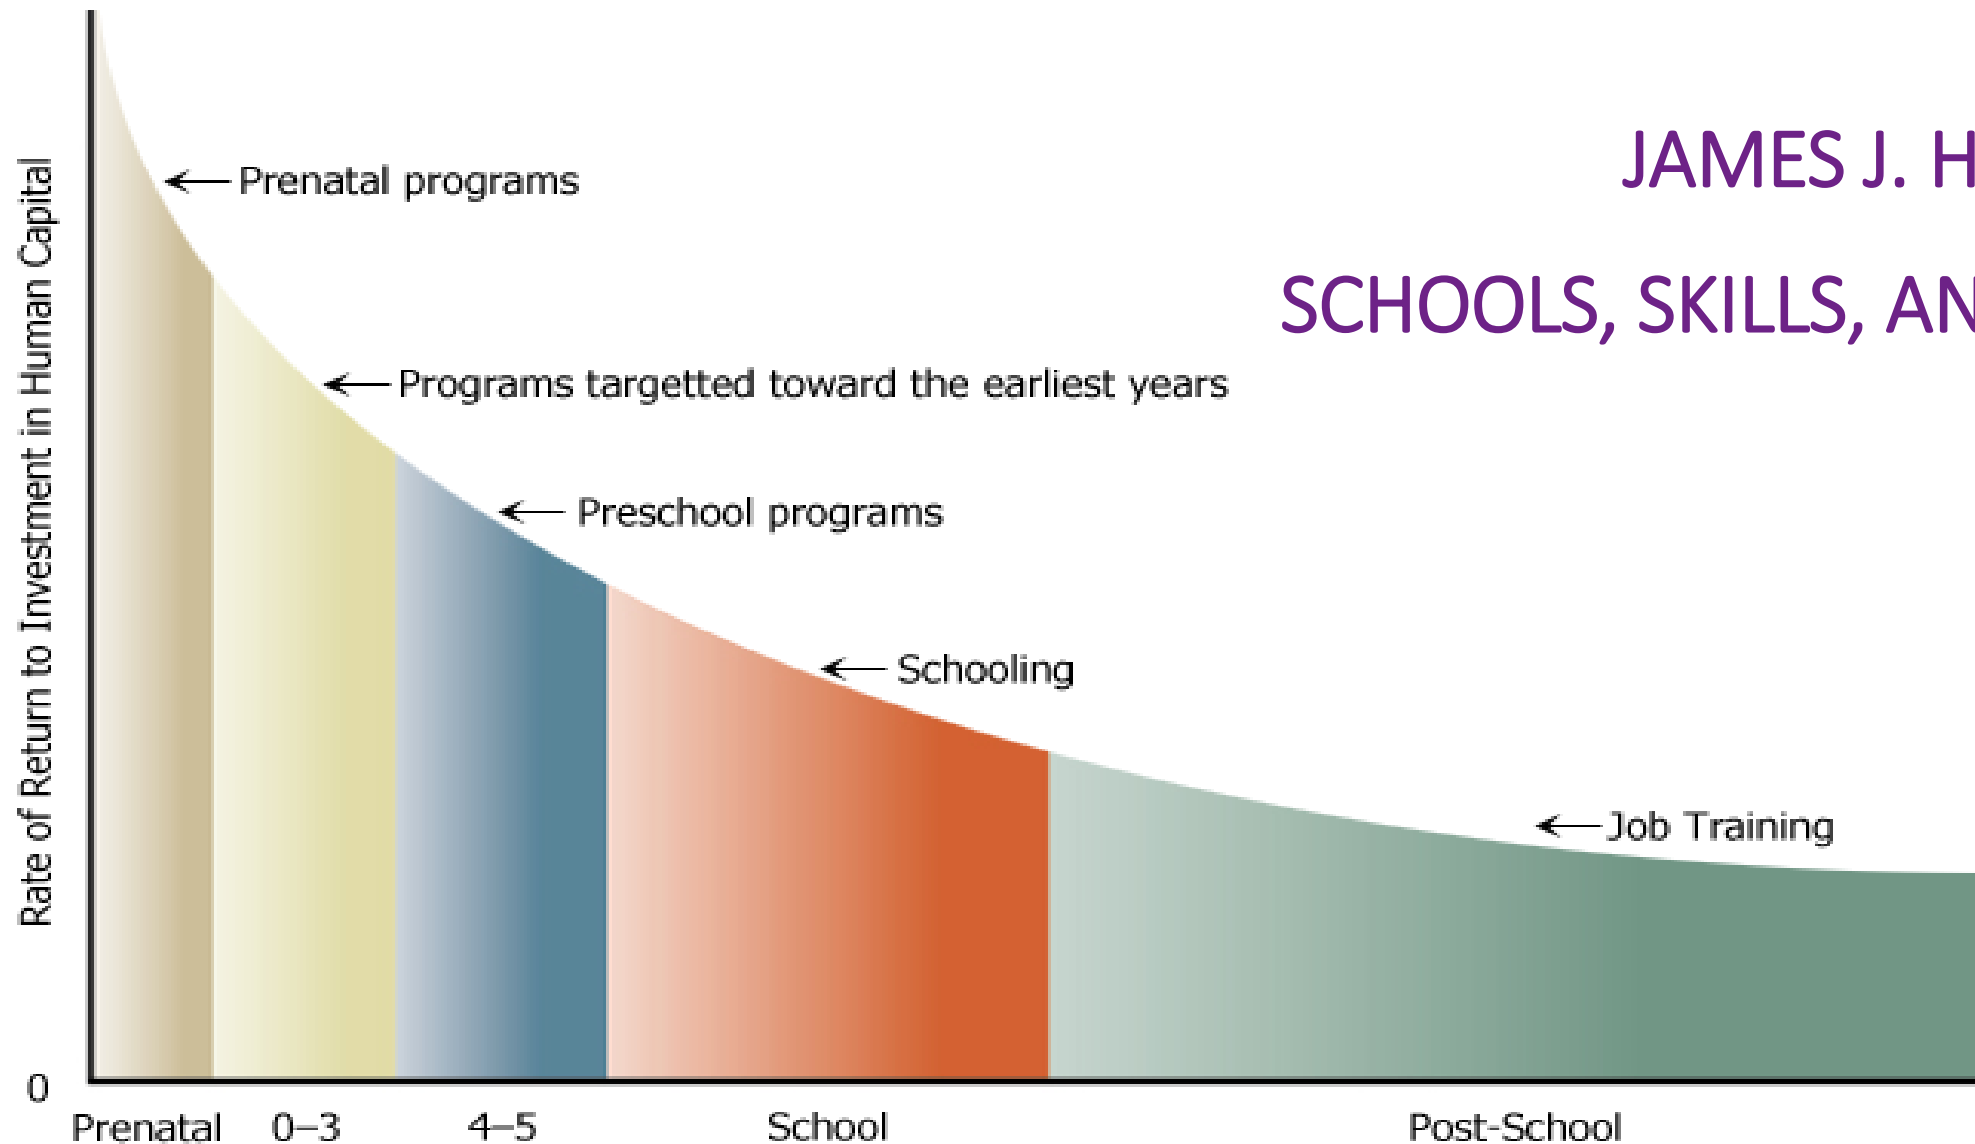 JAMES J. H
SCHOOLS, SKILLS, AN
Rate of Return to Investment in Human Capital
Prenatal programs
Programs targetted toward the earliest years
Preschool programs
Schooling
Job Training
0
Prenatal 0–3 4–5 School Post-School